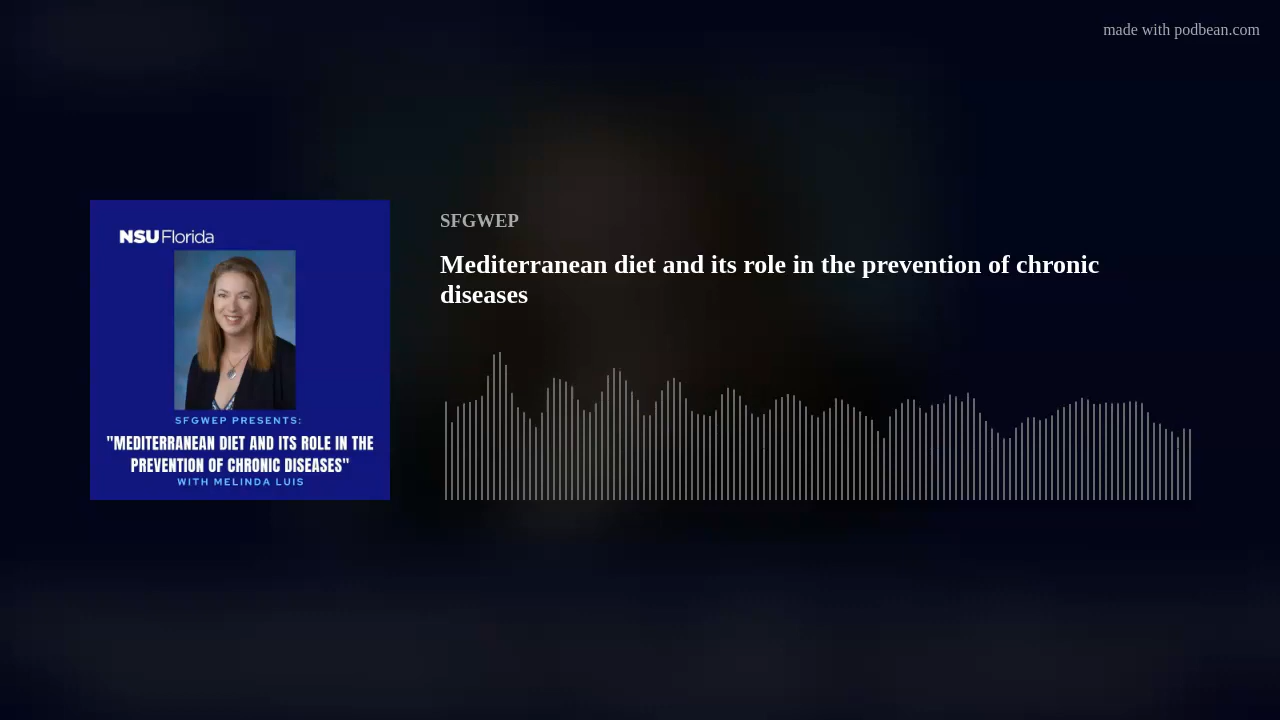 made with podbean.com
NSU Florida
SFGWEP PRESENTS:
"MEDITERRANEAN DIET AND ITS ROLE IN THE
PREVENTION OF CHRONIC DISEASES"
WITH MELINDA LUIS
SFGWEP
Mediterranean diet and its role in the prevention of chronic
diseases